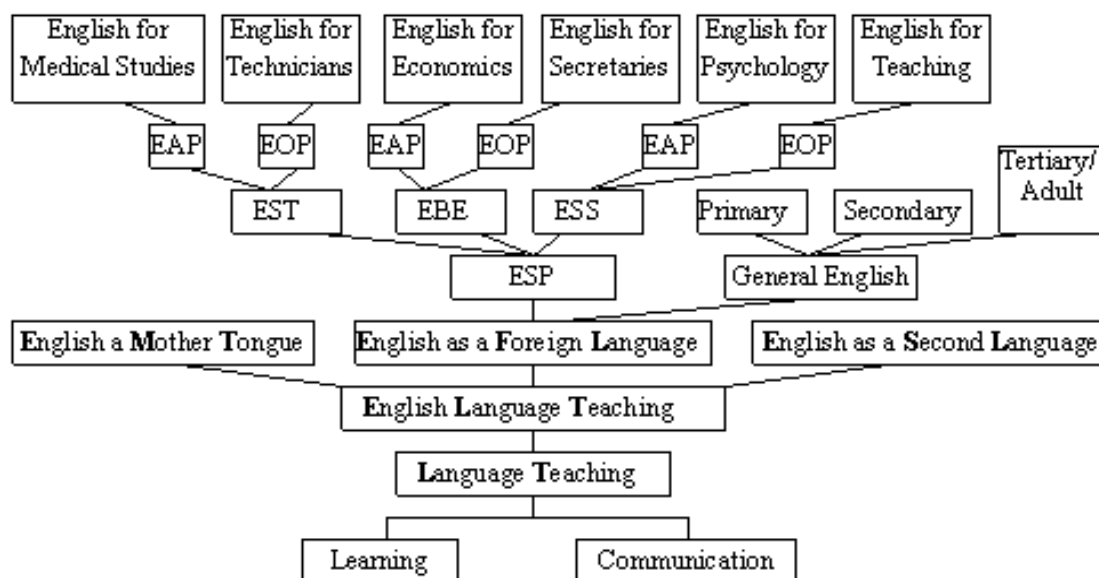 English for
Medical Studies
English for
Technicians
English for
Economics
English for
Secretaries
English for
Psychology
English for
Teaching
EAP
EOP
EAP
EOP
EAP
EOP
EST
EBE
ESS
Primary
Secondary
Tertiary/
Adult
ESP
General English
English a Mother Tongue
English as a Foreign Language
English as a Second Language
English Language Teaching
Language Teaching
Learning
Communication